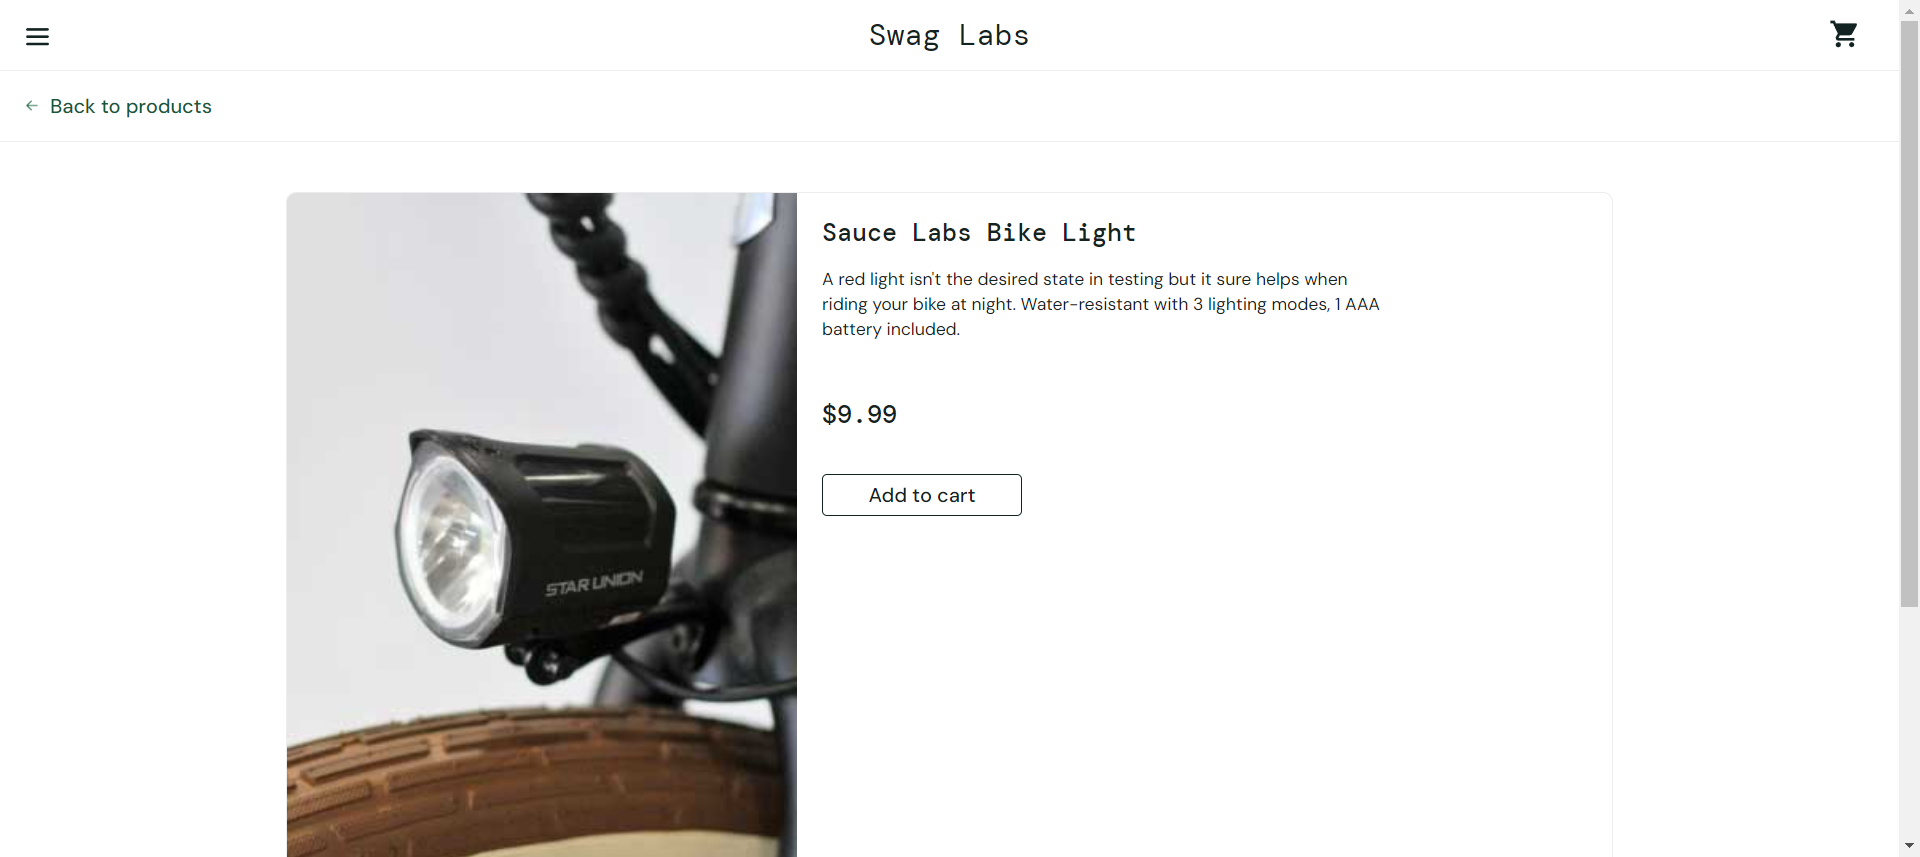 Swag Labs
Back to products
Sauce Labs Bike Light
A red light isn't the desired state in testing but it sure helps when
riding your bike at night. Water-resistant with 3 lighting modes, 1 AAA
battery included.
$9.99
Add to cart
STAR UNION